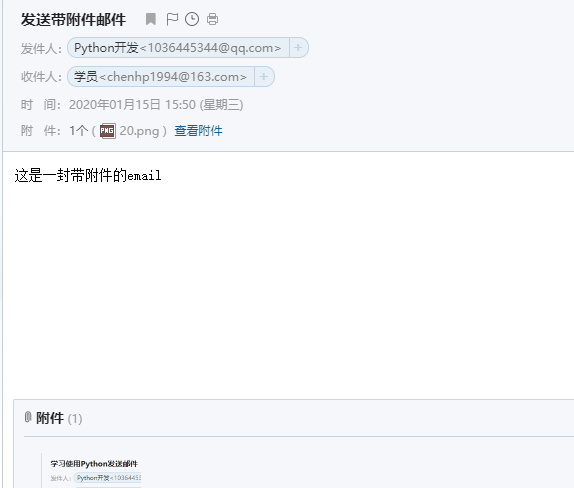 发送带附件邮件
发件人：Python开发<1036445344@qq.com> +
收件人：学员<chenhp1994@163.com> +
时 间：2020年01月15日 15:50 (星期三)
附 件：1个 ( PNG 20.png ) 查看附件
这是一封带附件的email
附件 (1)
学习使用Python发送邮件
发件人： Python开发<10364453